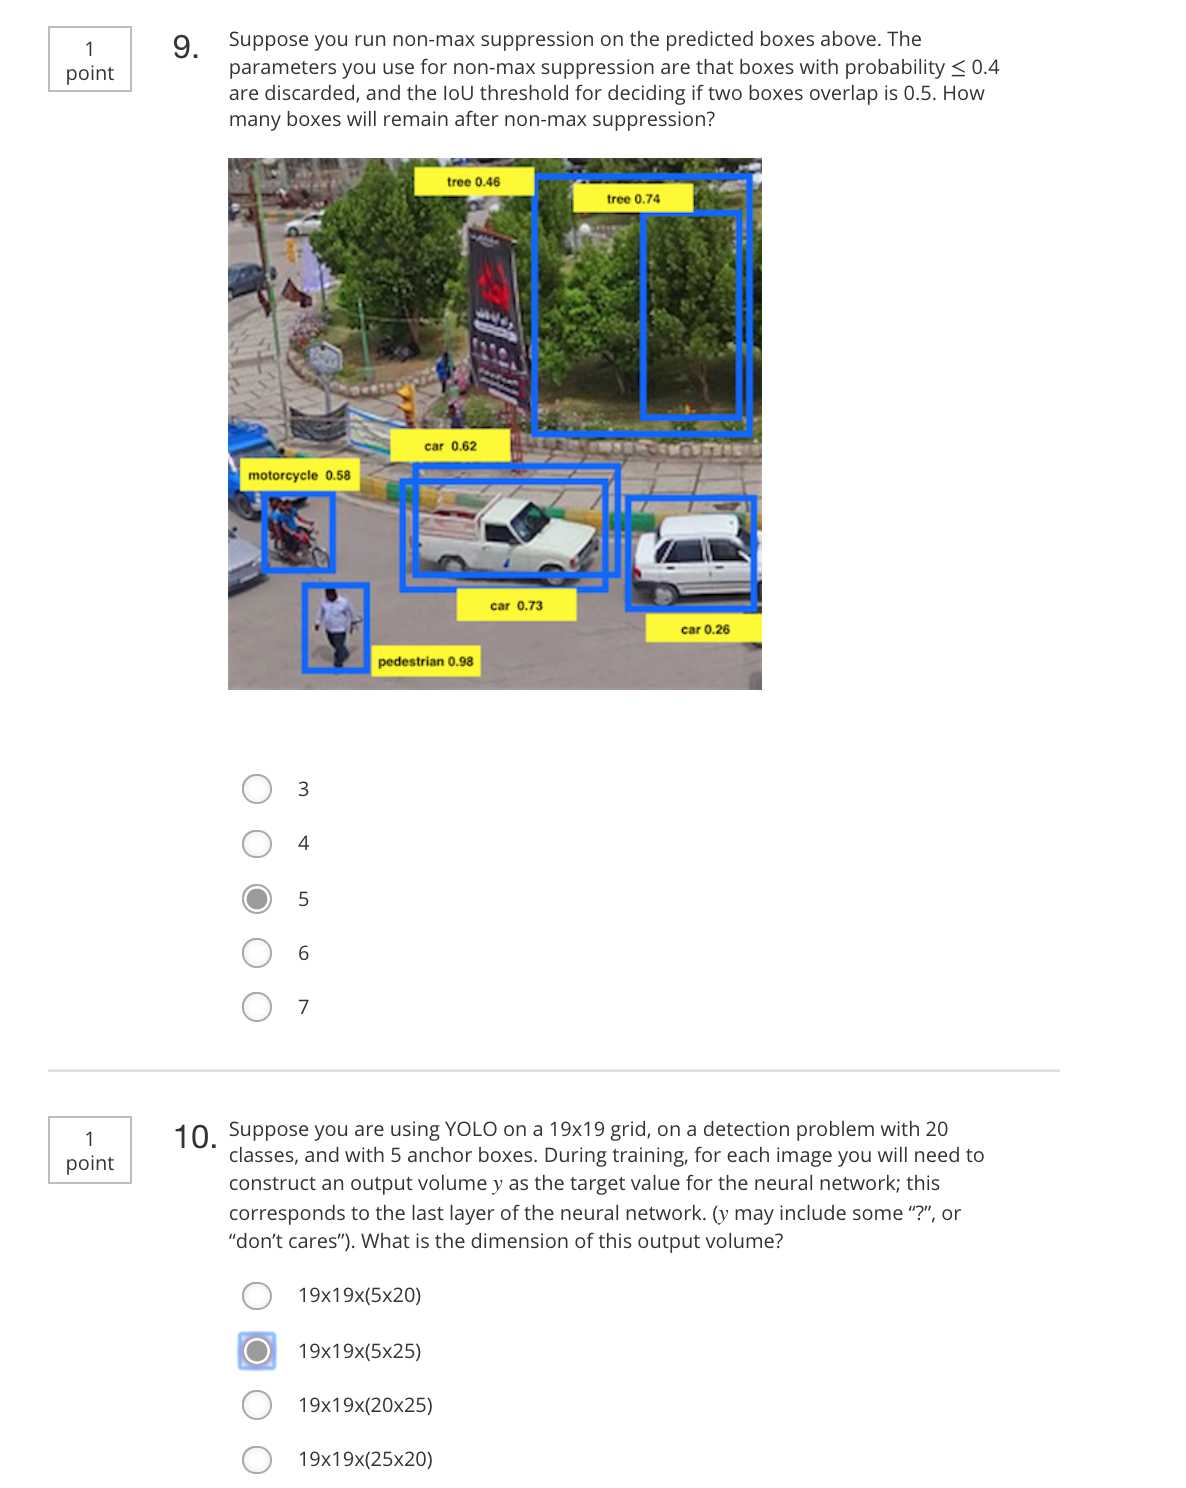 1
point
9.
Suppose you run non-max suppression on the predicted boxes above. The
parameters you use for non-max suppression are that boxes with probability ≤ 0.4
are discarded, and the IoU threshold for deciding if two boxes overlap is 0.5. How
many boxes will remain after non-max suppression?
tree 0.46
tree 0.74
car 0.62
motorcycle 0.58
car 0.73
car 0.26
pedestrian 0.98
3
4
5
6
7
1
point
10.
Suppose you are using YOLO on a 19x19 grid, on a detection problem with 20
classes, and with 5 anchor boxes. During training, for each image you will need to
construct an output volume y as the target value for the neural network; this
corresponds to the last layer of the neural network. (y may include some “?”, or
“don’t cares”). What is the dimension of this output volume?
19x19x(5x20)
19x19x(5x25)
19x19x(20x25)
19x19x(25x20)